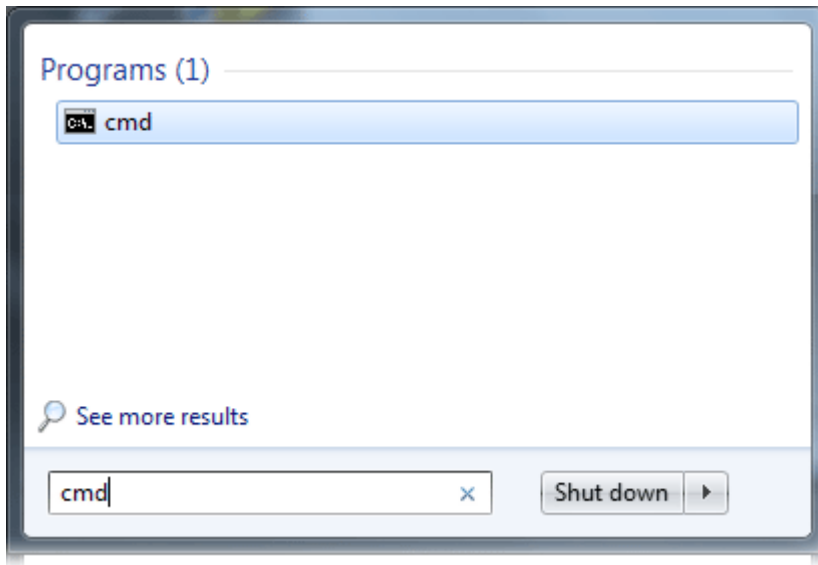 Programs (1)
C:\. cmd
See more results
cmd
Shut down